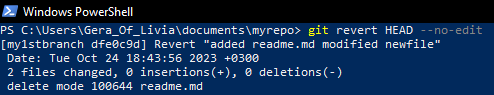 Windows PowerShell
PS C:\Users\Gera_Of_Livia\documents\myrepo> git revert HEAD --no-edit
[my1stbranch dfe0c9d] Revert "added readme.md modified newfile"
 Date: Tue Oct 24 18:43:56 2023 +0300
 2 files changed, 0 insertions(+), 0 deletions(-)
 delete mode 100644 readme.md